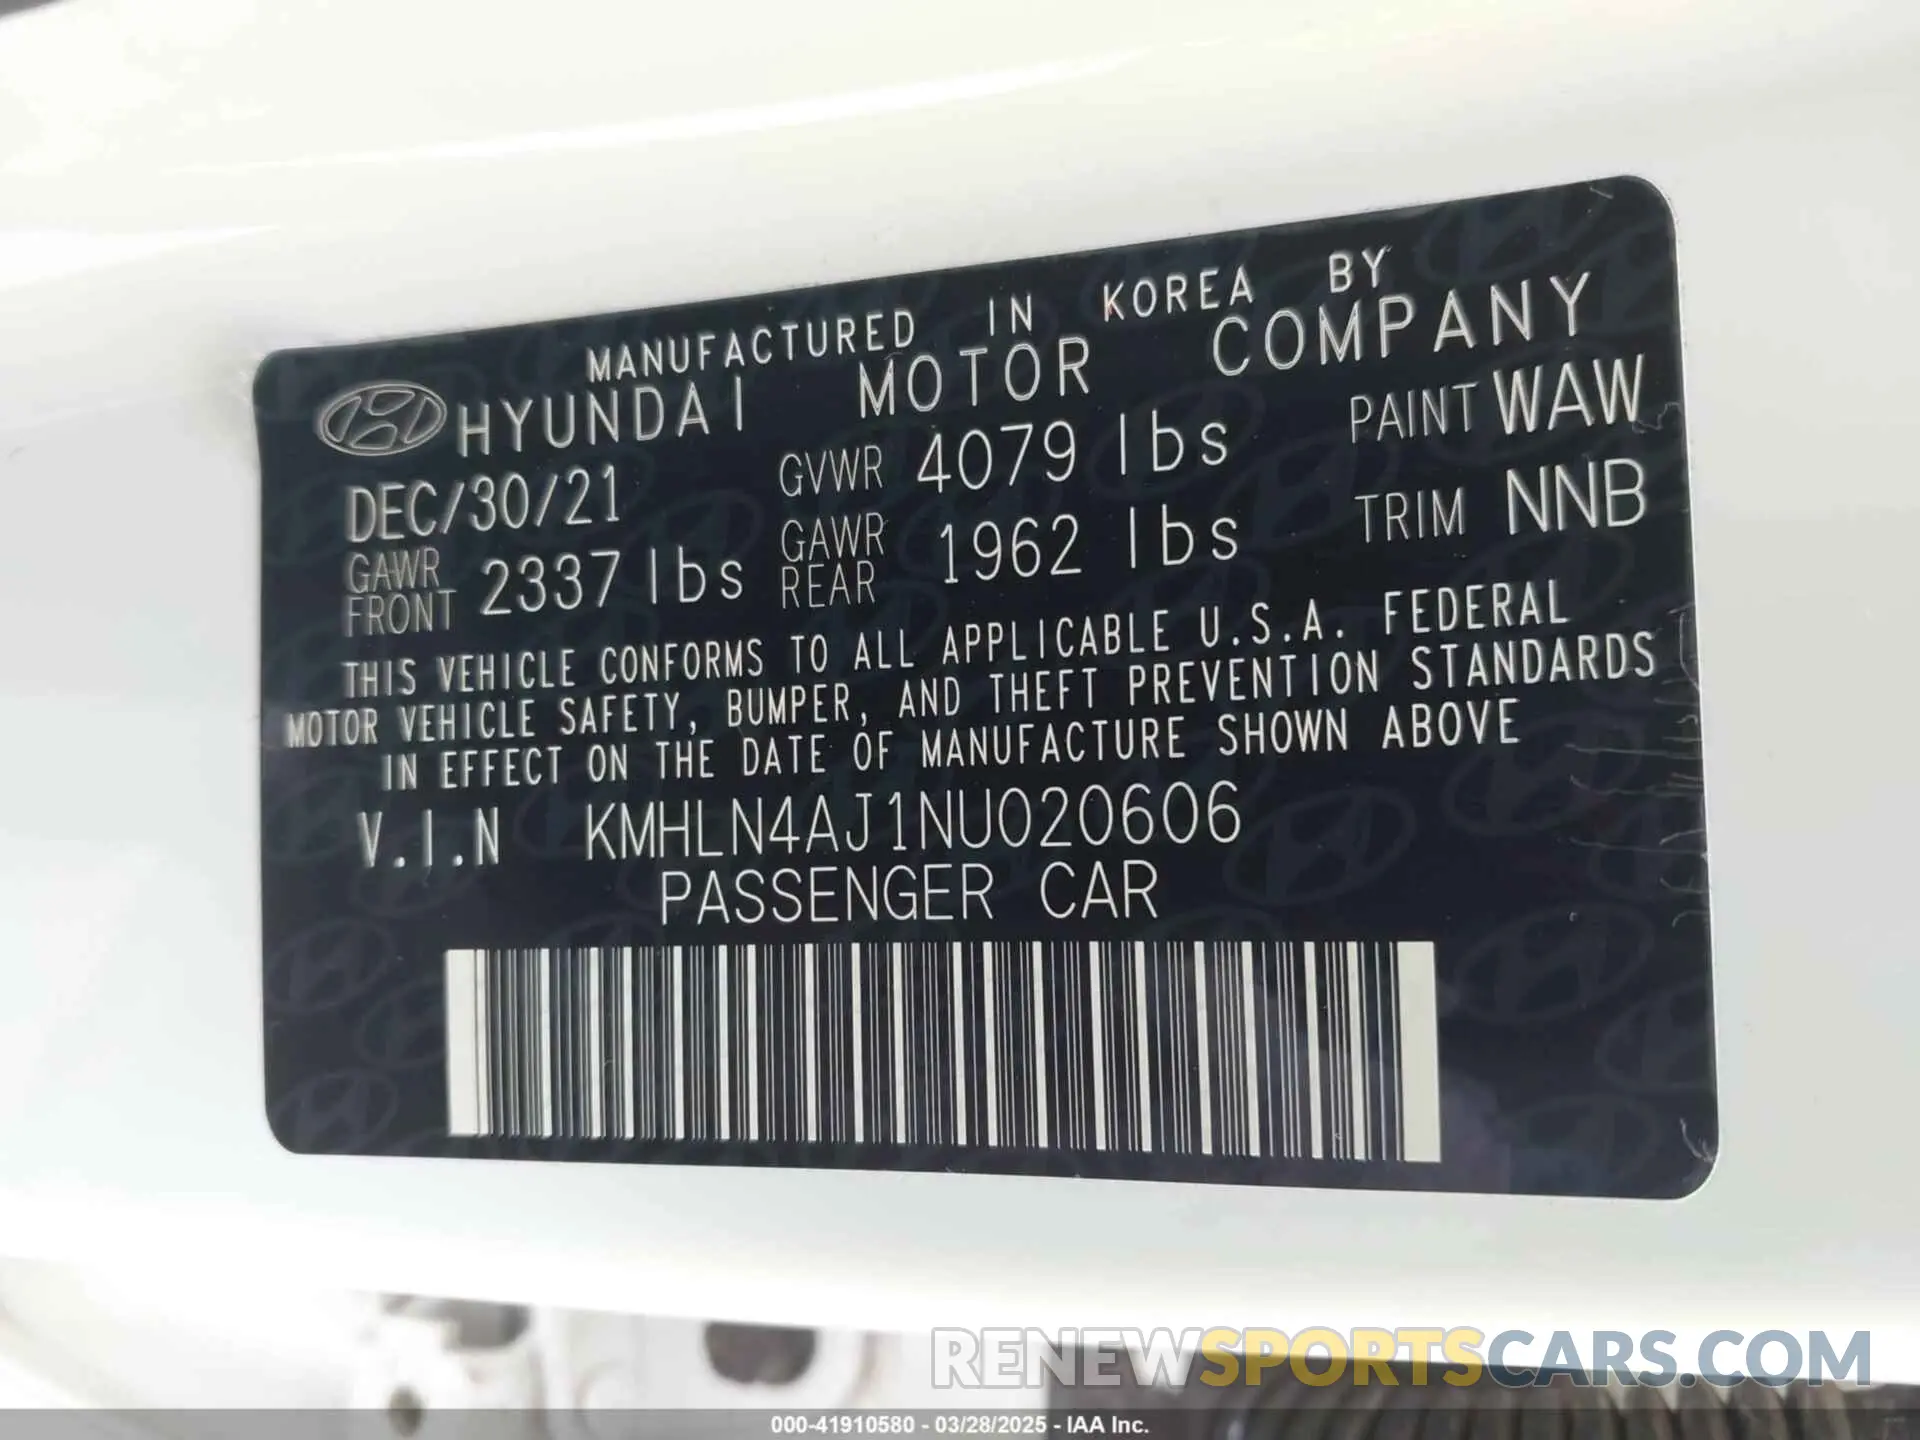 MANUFACTURED IN KOREA BY
HYUNDAI MOTOR COMPANY
DEC/30/21 GVWR 4079 lbs PAINT WAW
GAWR FRONT 2337 lbs GAWR REAR 1962 lbs TRIM NNB
THIS VEHICLE CONFORMS TO ALL APPLICABLE U.S.A. FEDERAL
MOTOR VEHICLE SAFETY, BUMPER, AND THEFT PREVENTION STANDARDS
IN EFFECT ON THE DATE OF MANUFACTURE SHOWN ABOVE
V.I.N KMHLN4AJ1NU020606
PASSENGER CAR
RENEWSPORTSCARS.COM
000-41910580 - 03/28/2025 - IAA Inc.